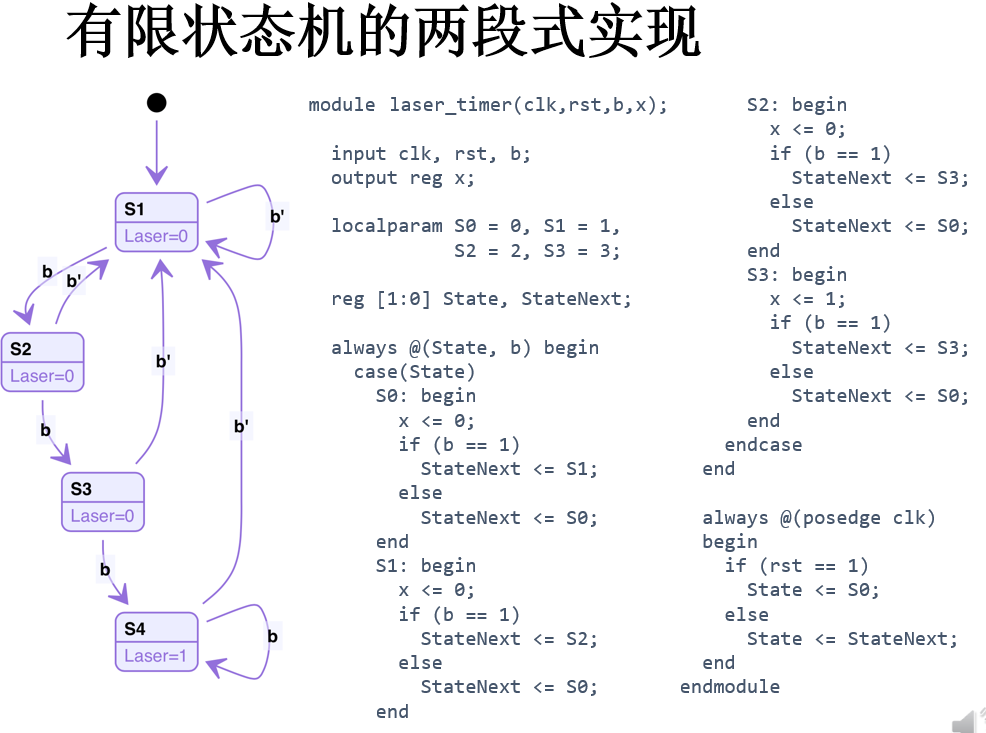 有限状态机的两段式实现
S1
Laser=0
b'
b
b'
S2
Laser=0
b'
b
b'
S3
Laser=0
b
S4
Laser=1
b
module laser_timer(clk,rst,b,x);
input clk, rst, b;
output reg x;
localparam S0 = 0, S1 = 1,
S2 = 2, S3 = 3;
reg [1:0] State, StateNext;
always @(State, b) begin
case(State)
S0: begin
x <= 0;
if (b == 1)
StateNext <= S1;
else
StateNext <= S0;
end
S1: begin
x <= 0;
if (b == 1)
StateNext <= S2;
else
StateNext <= S0;
end
S2: begin
x <= 0;
if (b == 1)
StateNext <= S3;
else
StateNext <= S0;
end
S3: begin
x <= 1;
if (b == 1)
StateNext <= S3;
else
StateNext <= S0;
end
endcase
end
always @(posedge clk)
begin
if (rst == 1)
State <= S0;
else
State <= StateNext;
end
endmodule